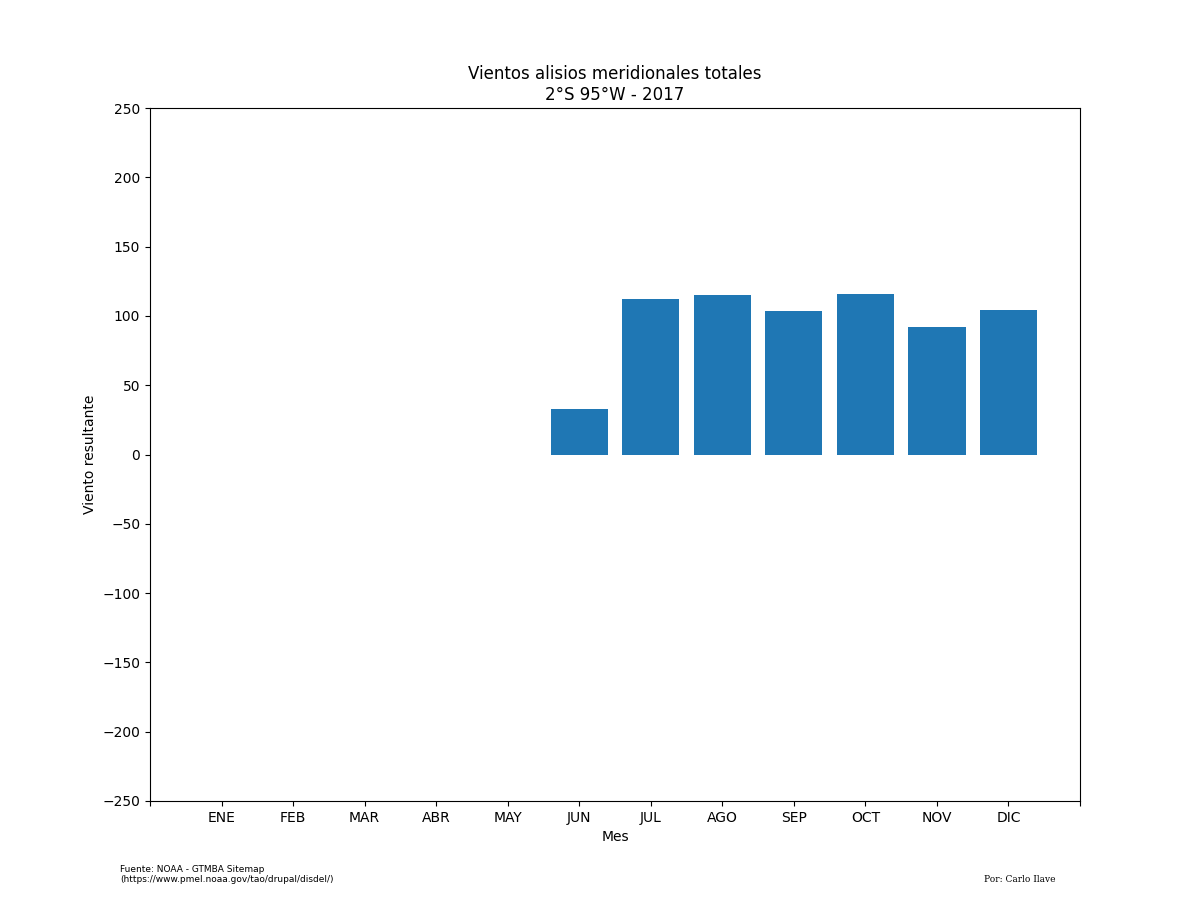 Vientos alisios meridionales totales
2°S 95°W - 2017
250
200
150
100
50
0
−50
−100
−150
−200
−250
Viento resultante
ENE FEB MAR ABR MAY JUN JUL AGO SEP OCT NOV DIC
Mes
Fuente: NOAA - GTMBA Sitemap
(https://www.pmel.noaa.gov/tao/drupal/disdel/)
Por: Carlo Ilave